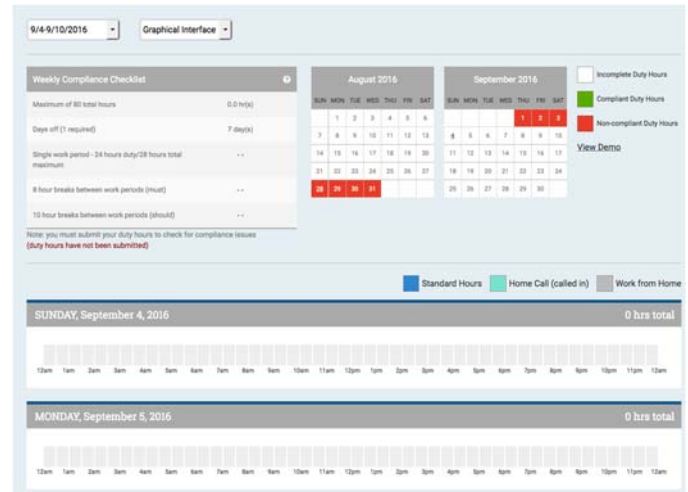 9/4-9/10/2016 Graphical Interface
Weekly Compliance Checklist
Maximum of 80 total hours 0.0 hr(s)
Days off (1 required) 7 day(s)
Single work period - 24 hours duty/28 hours total
maximum - -
8 hour breaks between work periods (must) - -
10 hour breaks between work periods (should) - -
Note: you must submit your duty hours to check for compliance issues
(duty hours have not been submitted)
August 2016
SUN MON TUE WED THU FRI SAT
1 2 3 4 5 6
7 8 9 10 11 12 13
14 15 16 17 18 19 20
21 22 23 24 25 26 27
28 29 30 31
September 2016
SUN MON TUE WED THU FRI SAT
1 2 3
4 5 6 7 8 9 10
11 12 13 14 15 16 17
18 19 20 21 22 23 24
25 26 27 28 29 30
Incomplete Duty Hours
Compliant Duty Hours
Non-compliant Duty Hours
View Demo
Standard Hours Home Call (called in) Work from Home
SUNDAY, September 4, 2016 0 hrs total
12am 1am 2am 3am 4am 5am 6am 7am 8am 9am 10am 11am 12pm 1pm 2pm 3pm 4pm 5pm 6pm 7pm 8pm 9pm 10pm 11pm 12am
MONDAY, September 5, 2016 0 hrs total
12am 1am 2am 3am 4am 5am 6am 7am 8am 9am 10am 11am 12pm 1pm 2pm 3pm 4pm 5pm 6pm 7pm 8pm 9pm 10pm 11pm 12am